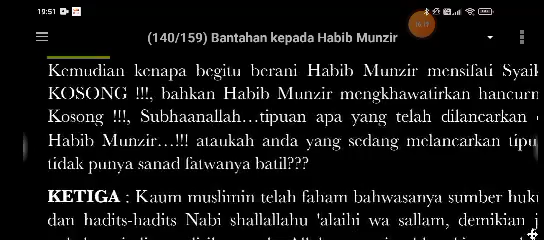 19:51
(140/159) Bantahan kepada Habib Munzir
Kemudian kenapa begitu berani Habib Munzir mensifati Syaik
KOSONG !!!, bahkan Habib Munzir mengkhawatirkan hancurn
Kosong !!!, Subhaanallah…tipuan apa yang telah dilancarkan
Habib Munzir…!!! ataukah anda yang sedang melancarkan tipu
tidak punya sanad fatwanya batil???
KETIGA : Kaum muslimin telah faham bahwasanya sumber huku
dan hadits-hadits Nabi shallallahu 'alaihi wa sallam, demikian j